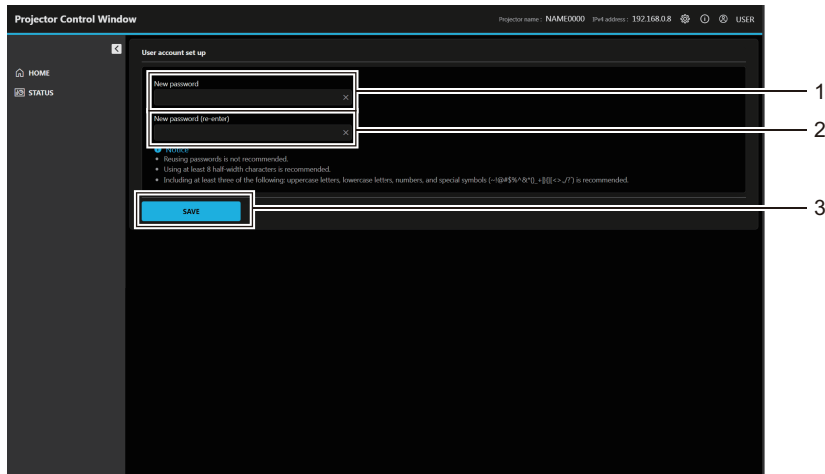 Projector Control Window
Projector name : NAME0000 IPv4 address : 192.168.0.8 USER
User account set up
HOME
STATUS
New password
1
New password (re-enter)
2
Notice
• Reusing passwords is not recommended.
• Using at least 8 half-width characters is recommended.
• Including at least three of the following: uppercase letters, lowercase letters, numbers, and special symbols is recommended.
SAVE
3